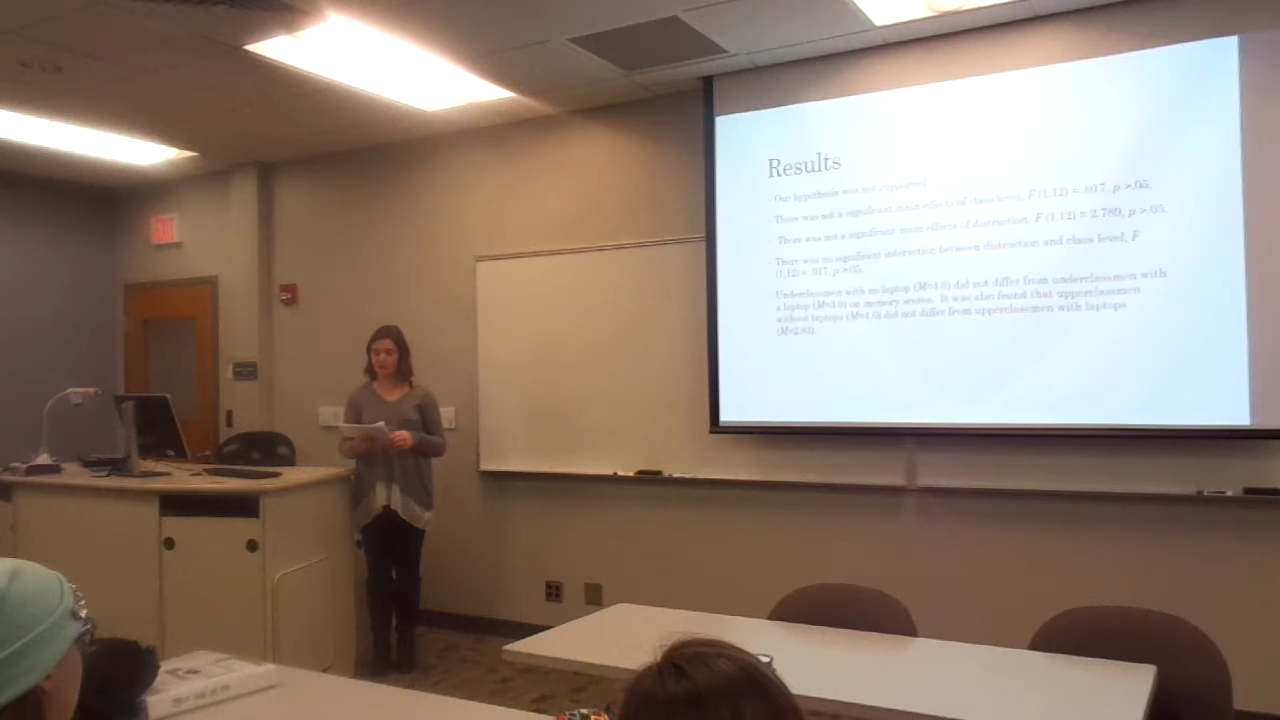 EXIT
Results
Our hypothesis was not supported.
There was not a significant main effects of class level, F (1,12) = .017, p >.05.
There was not a significant main effects of distraction, F (1,12) = 2.789, p >.05.
There was no significant interaction between distraction and class level, F
(1,12) = .017, p >.05.
Underclassmen with no laptop (M=4.0) did not differ from underclassmen with
a laptop (M=3.0) on memory scores. It was also found that upperclassmen
without laptops (M=4.0) did not differ from upperclassmen with laptops